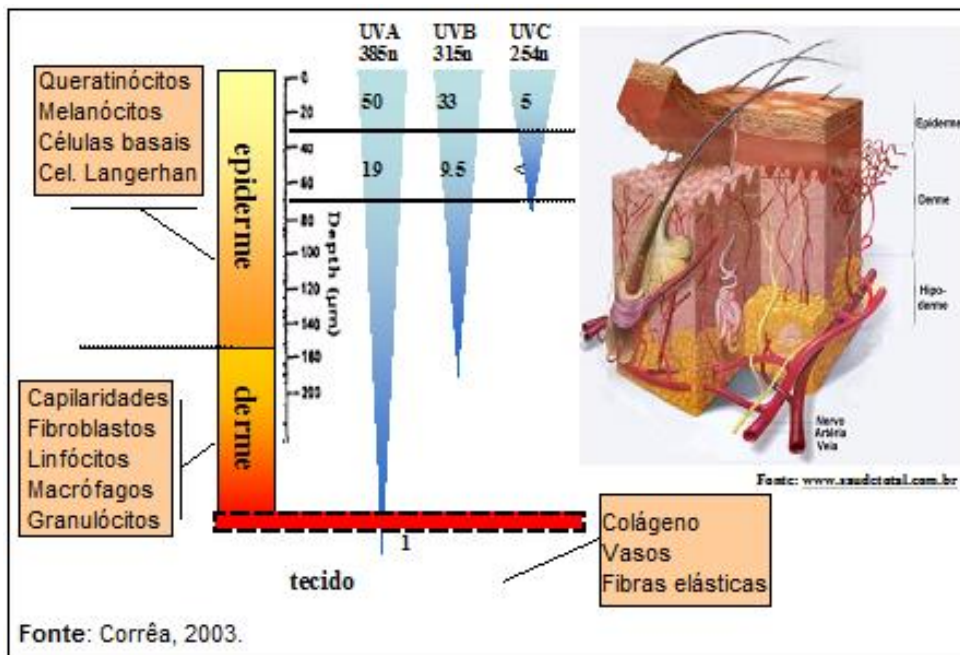 UVA UVB UVC
385n 315n 254n
Queratinócitos
Melanócitos
Células basais
Cel. Langerhan
epiderme
derme
0
20
40
60
80
100
120
140
160
200
Depth (µm)
50 33 5
19 9.5 <
Capilaridades
Fibroblastos
Linfócitos
Macrófagos
Granulócitos
1
tecido
Colágeno
Vasos
Fibras elásticas
Epiderme
Derme
Hipo-
derme
Nervo
Artéria
Veia
Fonte: www.saudetotal.com.br
Fonte: Corrêa, 2003.